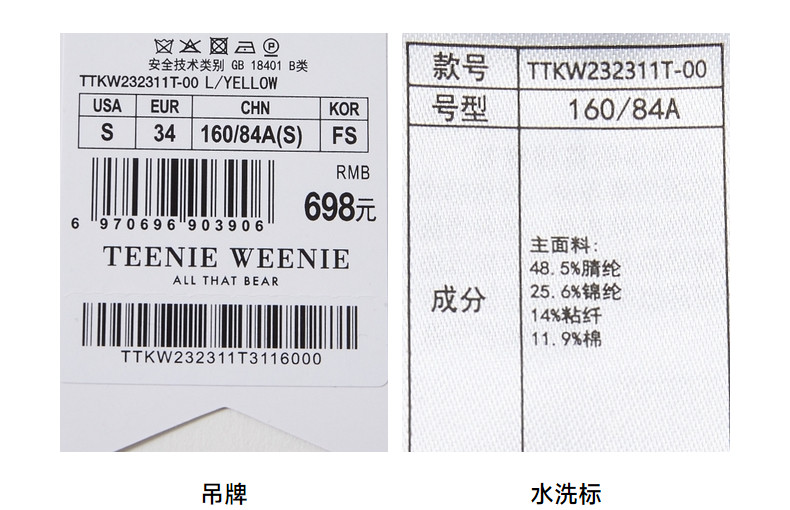 安全技术类别 GB 18401 B类
TTKW232311T-00 L/YELLOW
USA EUR CHN KOR
S 34 160/84A(S) FS
RMB
698元
6 970696 903906
TEENIE WEENIE
ALL THAT BEAR
TTKW232311T3116000
吊牌
款号 TTKW232311T-00
号型 160/84A
成分
主面料:
48.5%腈纶
25.6%锦纶
14%粘纤
11.9%棉
水洗标